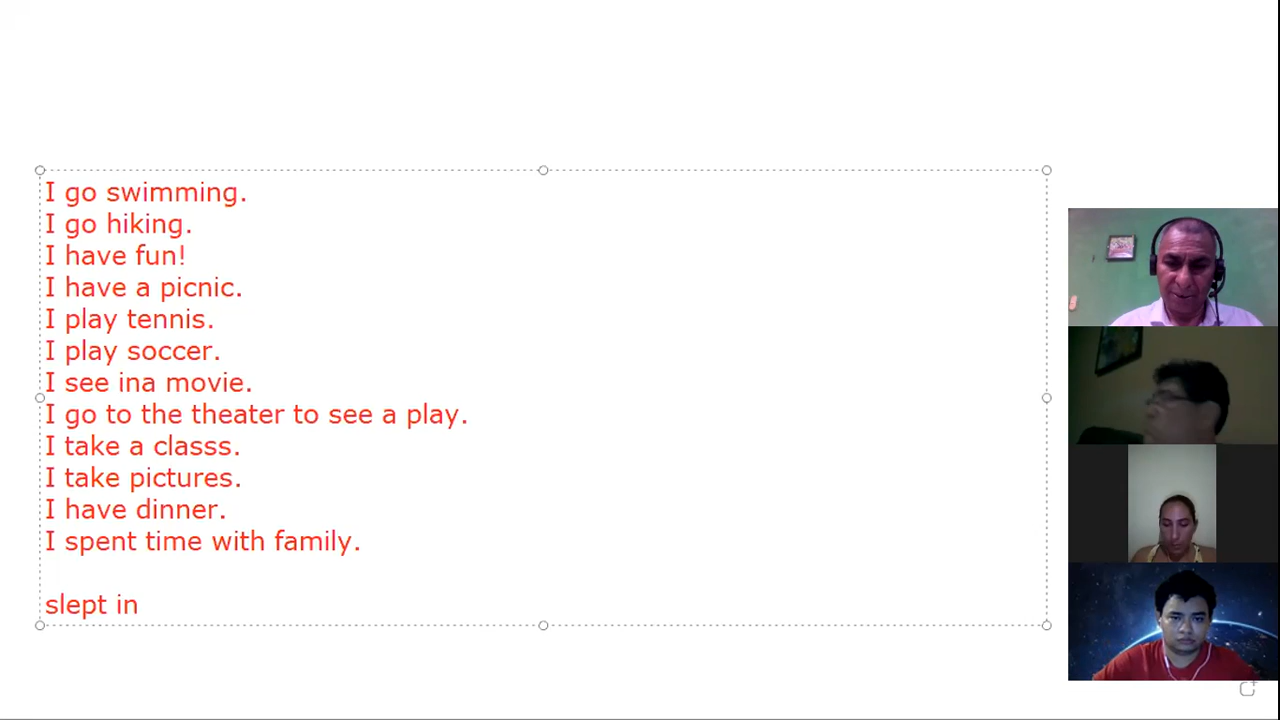 I go swimming.
I go hiking.
I have fun!
I have a picnic.
I play tennis.
I play soccer.
I see ina movie.
I go to the theater to see a play.
I take a classs.
I take pictures.
I have dinner.
I spent time with family.
slept in